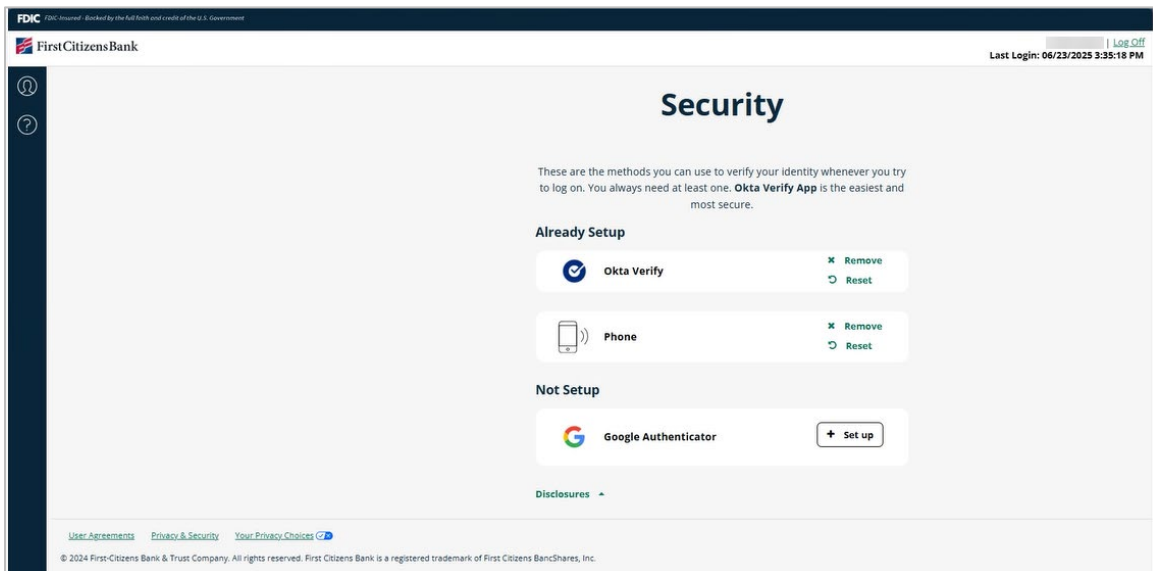 FDIC FDIC-Insured - Backed by the full faith and credit of the U.S. Government
First Citizens Bank
| Log Off
Last Login: 06/23/2025 3:35:18 PM
Security
These are the methods you can use to verify your identity whenever you try
to log on. You always need at least one. Okta Verify App is the easiest and
most secure.
Already Setup
Okta Verify
Remove
Reset
Phone
Remove
Reset
Not Setup
Google Authenticator
+ Set up
Disclosures
User Agreements Privacy & Security Your Privacy Choices
© 2024 First-Citizens Bank & Trust Company. All rights reserved. First Citizens Bank is a registered trademark of First Citizens BancShares, Inc.